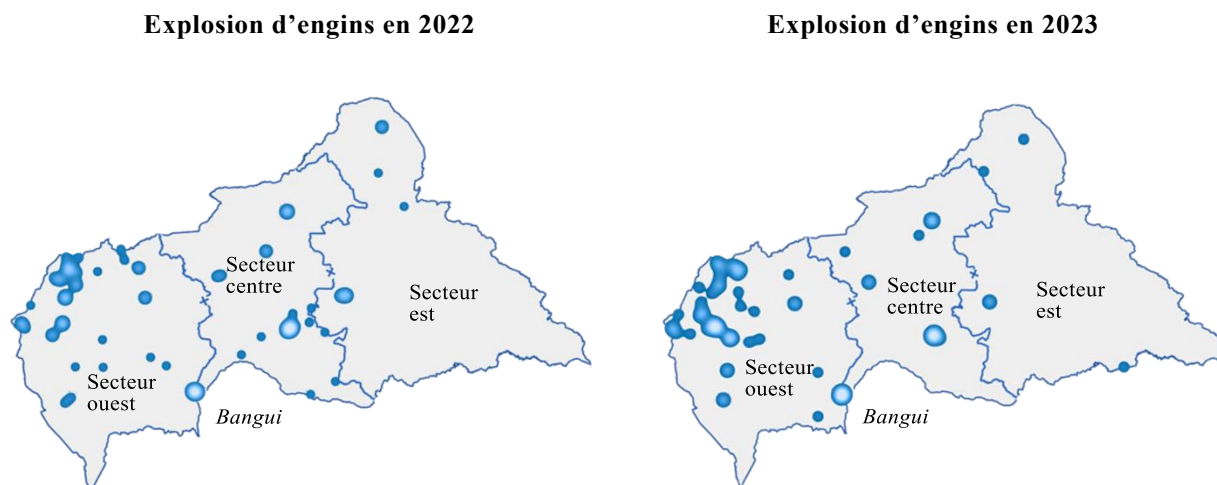 Explosion d’engins en 2022
Secteur
centre
Secteur
est
Secteur
ouest
Bangui
Explosion d’engins en 2023
Secteur
centre
Secteur
est
Secteur
ouest
Bangui